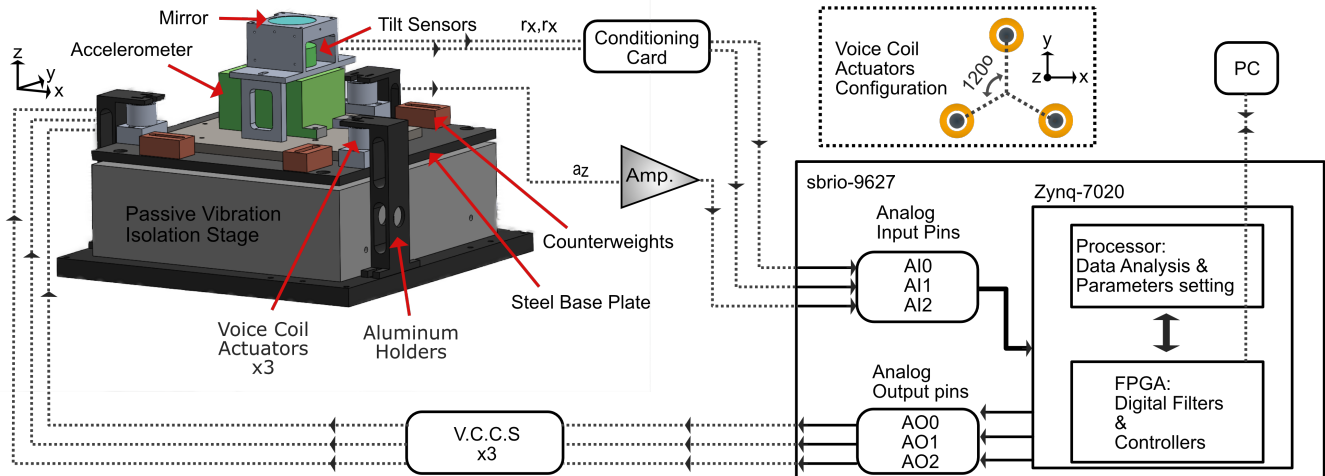 Mirror
Tilt Sensors
Accelerometer
z
y
x
rx,rx
Conditioning
Card
Voice Coil
Actuators
Configuration
120o
y
z
x
PC
az
Amp.
Passive Vibration
Isolation Stage
Counterweights
Steel Base Plate
Voice Coil
Actuators
x3
Aluminum
Holders
sbrio-9627
Analog
Input Pins
AI0
AI1
AI2
Zynq-7020
Processor:
Data Analysis &
Parameters setting
FPGA:
Digital Filters
&
Controllers
Analog
Output pins
AO0
AO1
AO2
V.C.C.S
x3